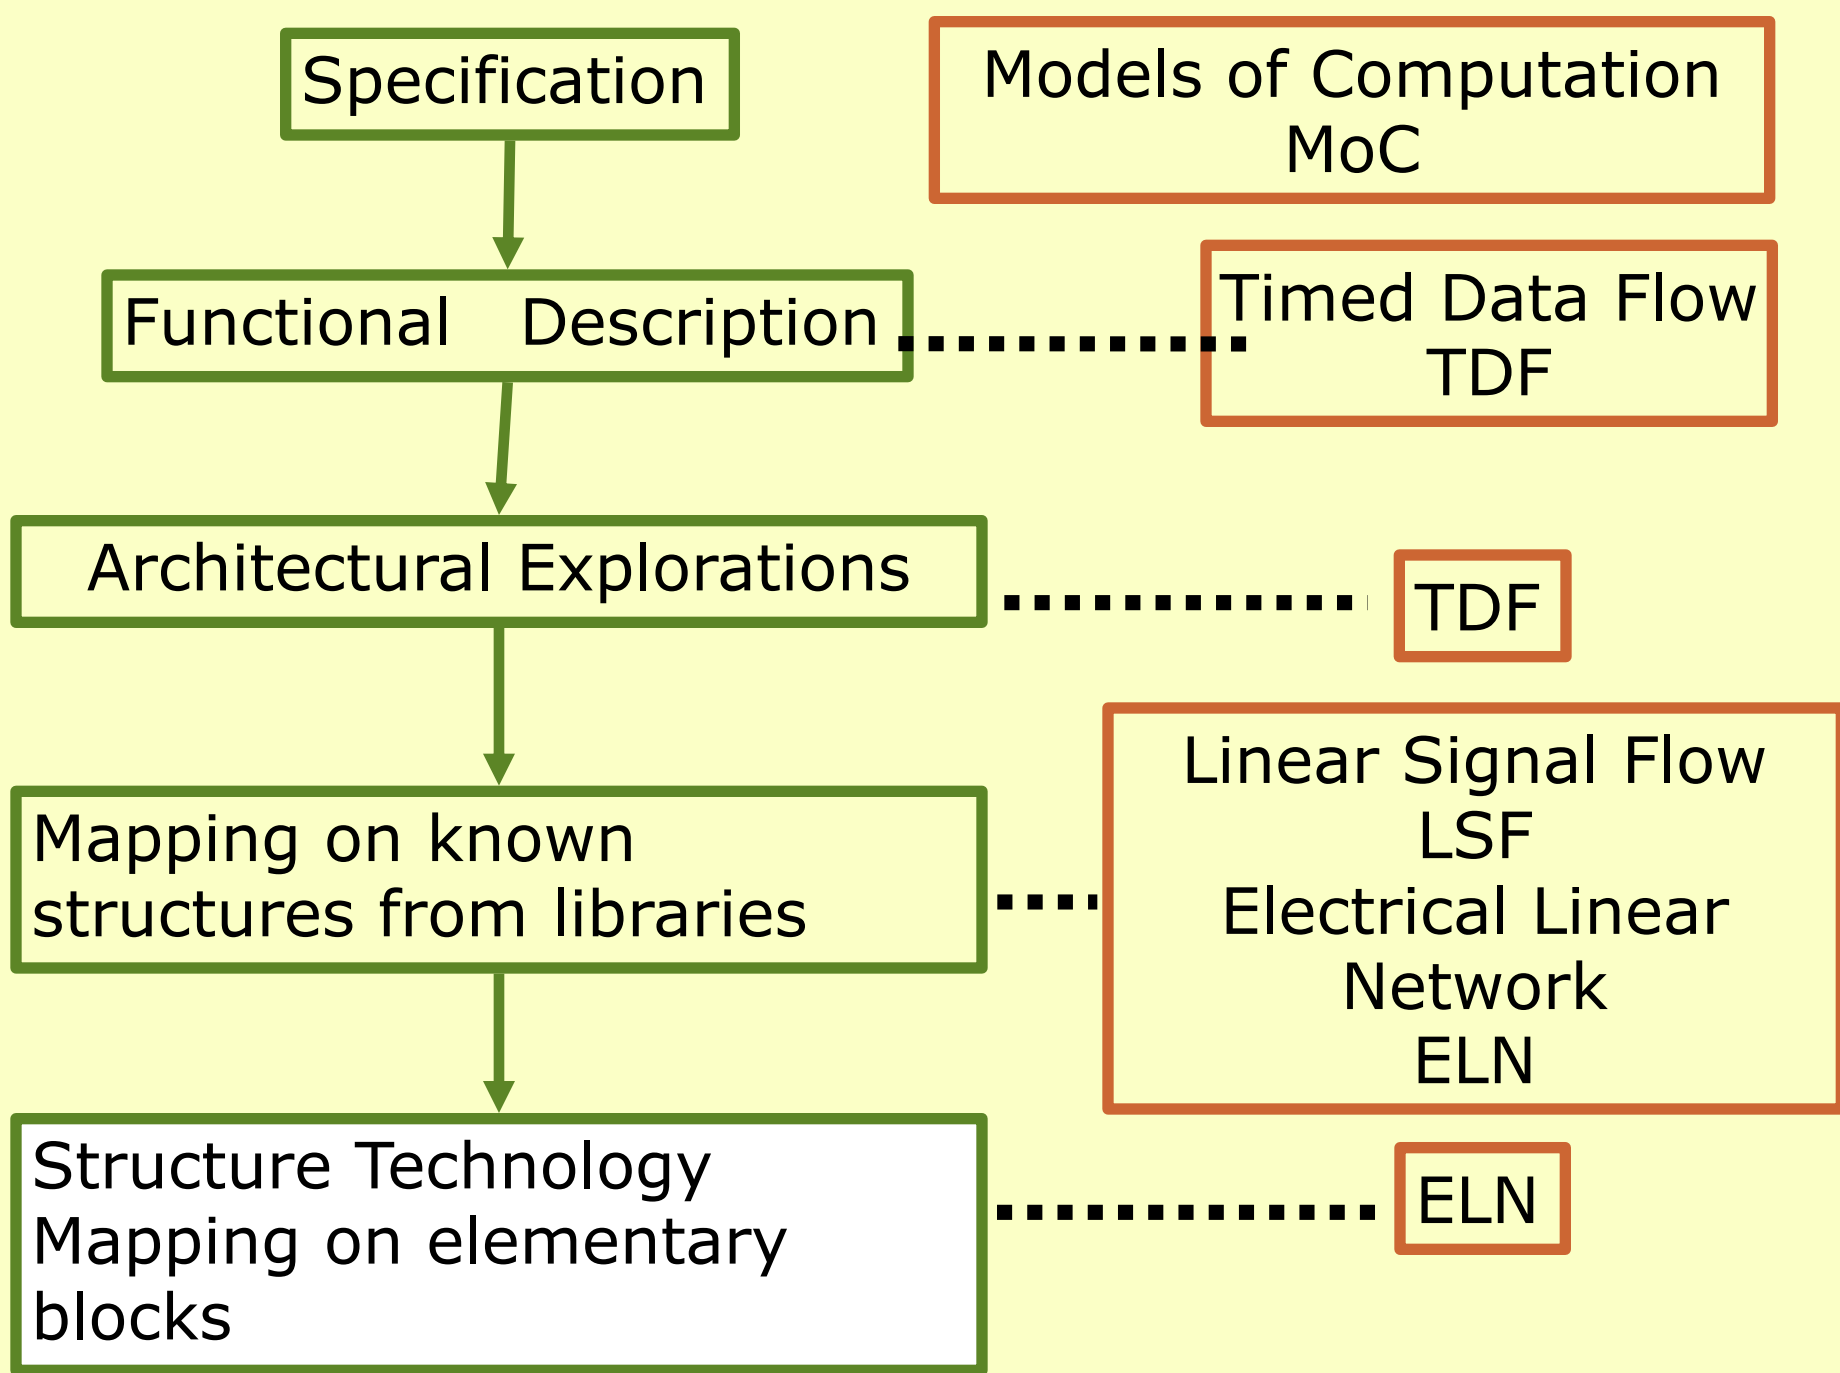 Specification
Models of Computation
MoC
Functional Description
Timed Data Flow
TDF
Architectural Explorations
TDF
Mapping on known
structures from libraries
Linear Signal Flow
LSF
Electrical Linear
Network
ELN
Structure Technology
Mapping on elementary
blocks
ELN